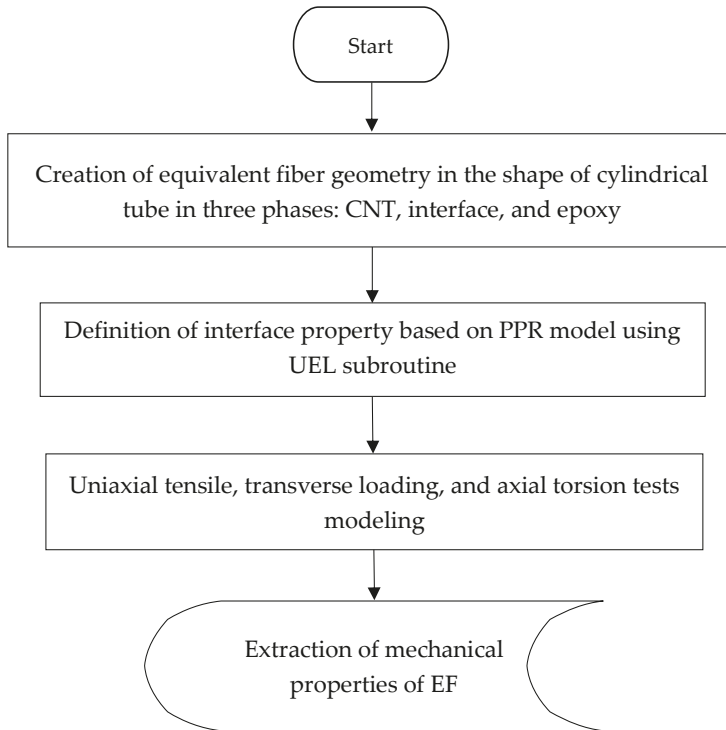 Start
Creation of equivalent fiber geometry in the shape of cylindrical
tube in three phases: CNT, interface, and epoxy
Definition of interface property based on PPR model using
UEL subroutine
Uniaxial tensile, transverse loading, and axial torsion tests
modeling
Extraction of mechanical
properties of EF